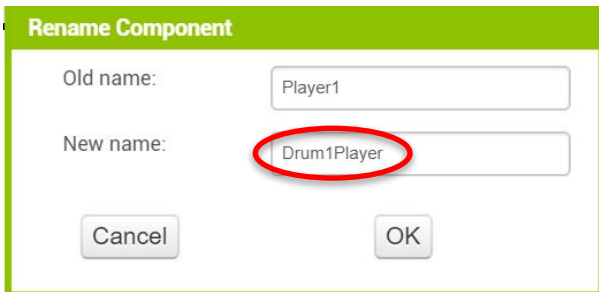 Rename Component
Old name:
Player1
New name:
Drum1Player
Cancel
OK